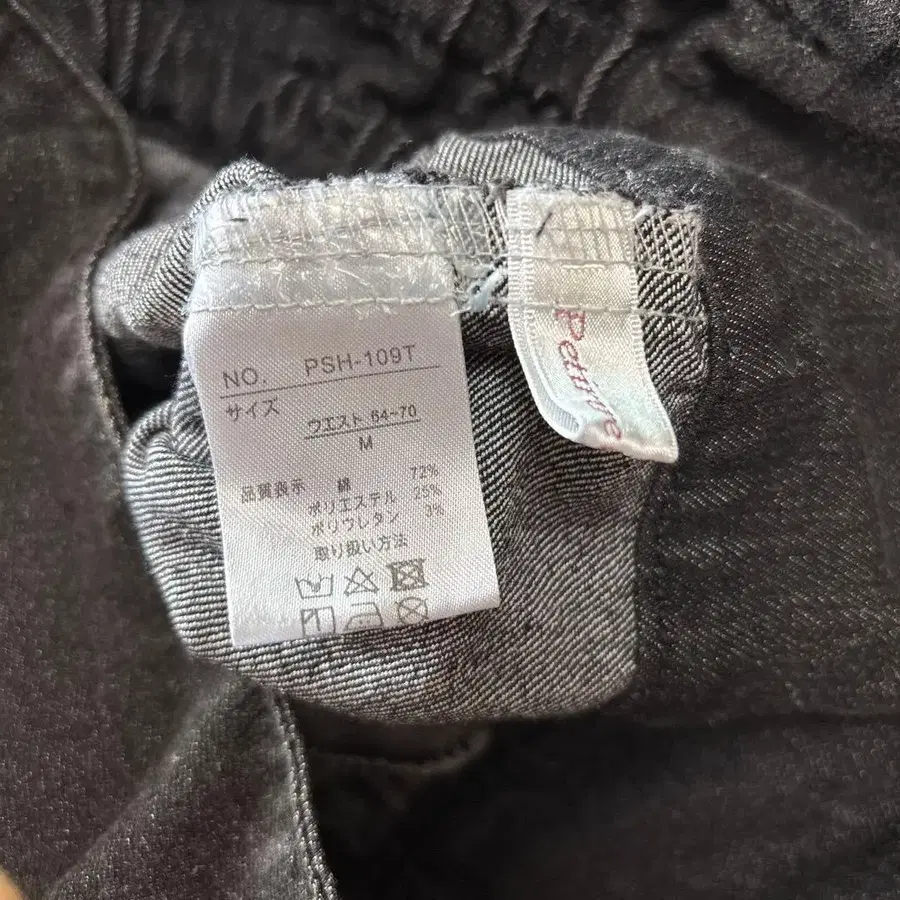 NO. PSH-109T
サイズ
ウエスト 64-70
M
品質表示 綿 72%
ポリエステル 25%
ポリウレタン 3%
取り扱い方法